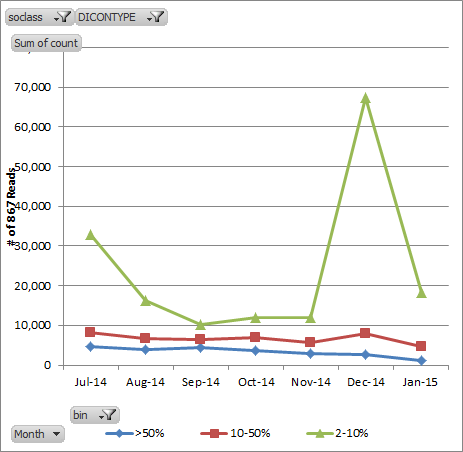 soclass DICONTYPE
Sum of count
70,000
60,000
50,000
40,000
30,000
20,000
10,000
0
# of 867 Reads
Jul-14 Aug-14 Sep-14 Oct-14 Nov-14 Dec-14 Jan-15
bin
Month >50% 10-50% 2-10%